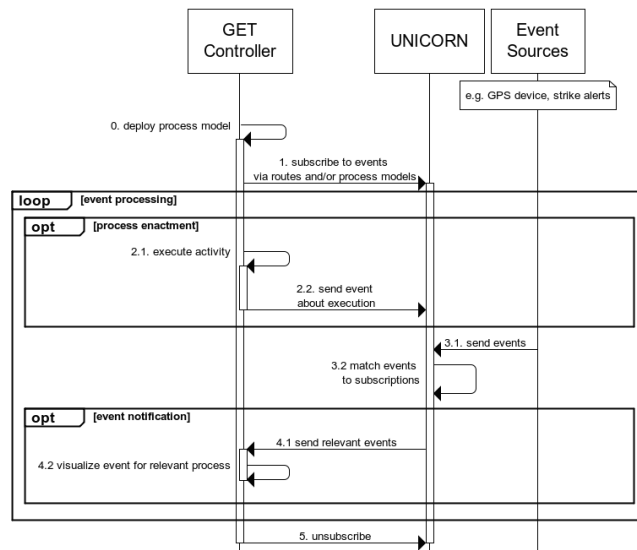 GET
Controller
UNICORN
Event
Sources
e.g. GPS device, strike alerts
0. deploy process model
1. subscribe to events
via routes and/or process models
loop [event processing]
opt [process enactment]
2.1. execute activity
2.2. send event
about execution
3.1. send events
3.2 match events
to subscriptions
opt [event notification]
4.1 send relevant events
4.2 visualize event for relevant process
5. unsubscribe